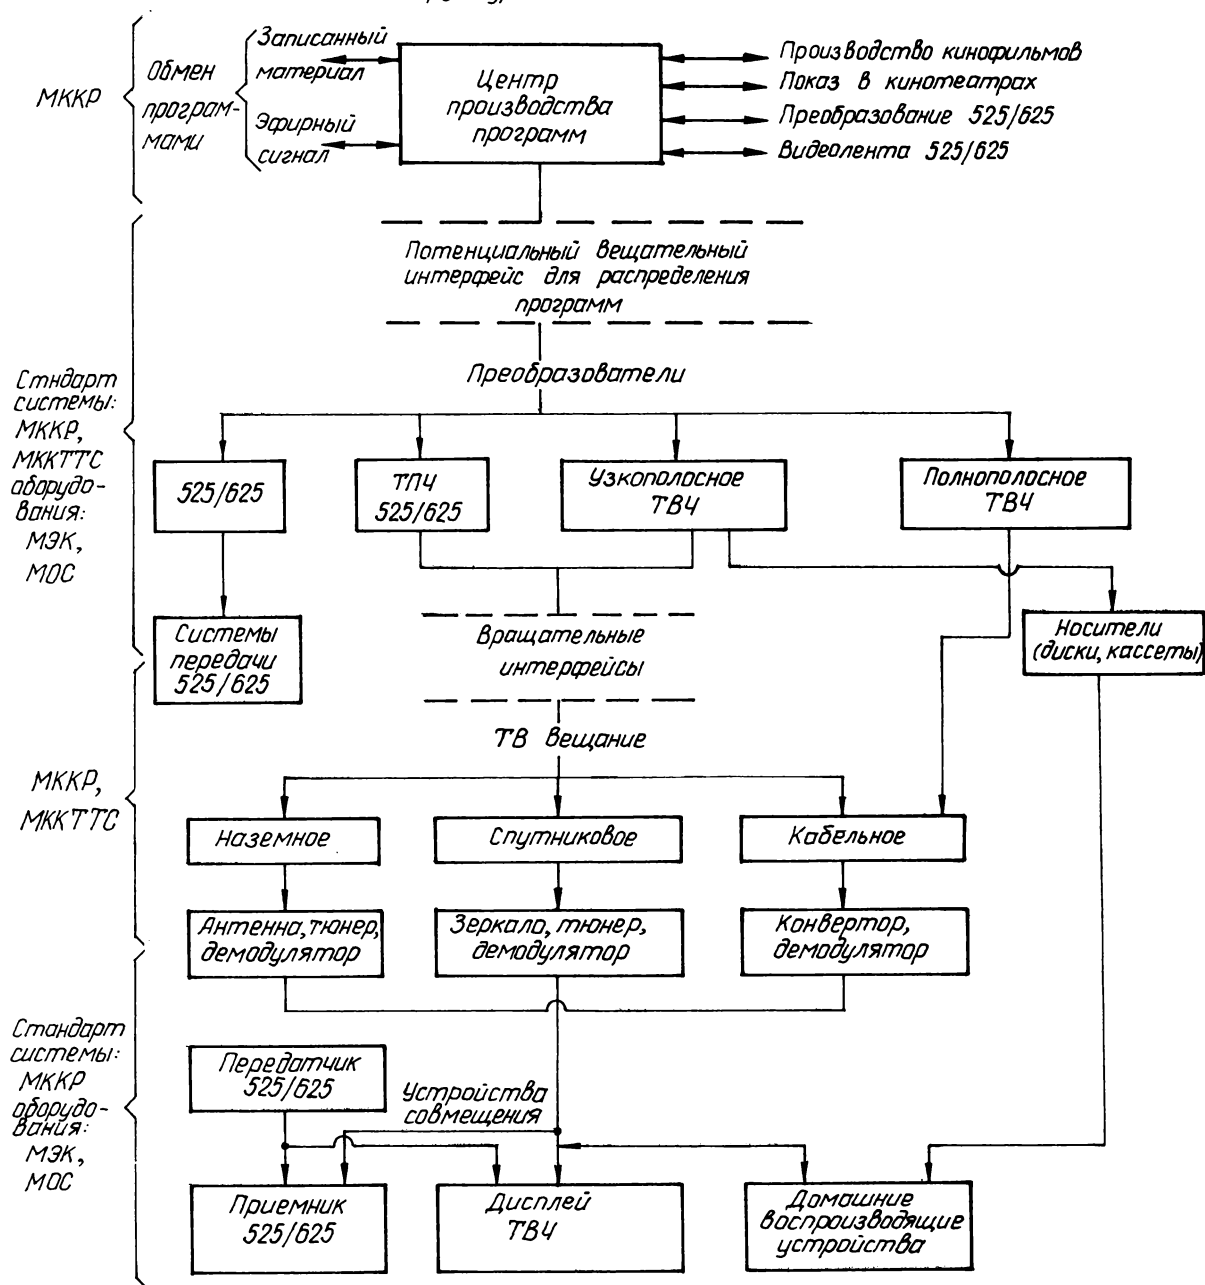 МККР
Обмен
програм-
мами
Записанный
материал
Эфирный
сигнал
Центр
производства
программ
Производство кинофильмов
Показ в кинотеатрах
Преобразование 525/625
Видеолента 525/625
Потенциальный вещательный
интерфейс для распределения
программ
Стндарт
системы:
МККР,
МККТТС
оборудо-
вания:
МЭК,
МОС
Преобразователи
525/625
ТПЧ
525/625
Узкополосное
ТВЧ
Полнополосное
ТВЧ
Системы
передачи
525/625
Вращательные
интерфейсы
Носители
(диски, кассеты)
ТВ вещание
МККР,
МККТТС
Наземное
Спутниковое
Кабельное
Антенна, тюнер,
демодулятор
Зеркало, тюнер,
демодулятор
Конвертор,
демодулятор
Стандарт
системы:
МККР
оборудо-
вания:
МЭК,
МОС
Передатчик
525/625
Устройства
совмещения
Приемник
525/625
Дисплей
ТВЧ
Домашние
воспроизводящие
устройства